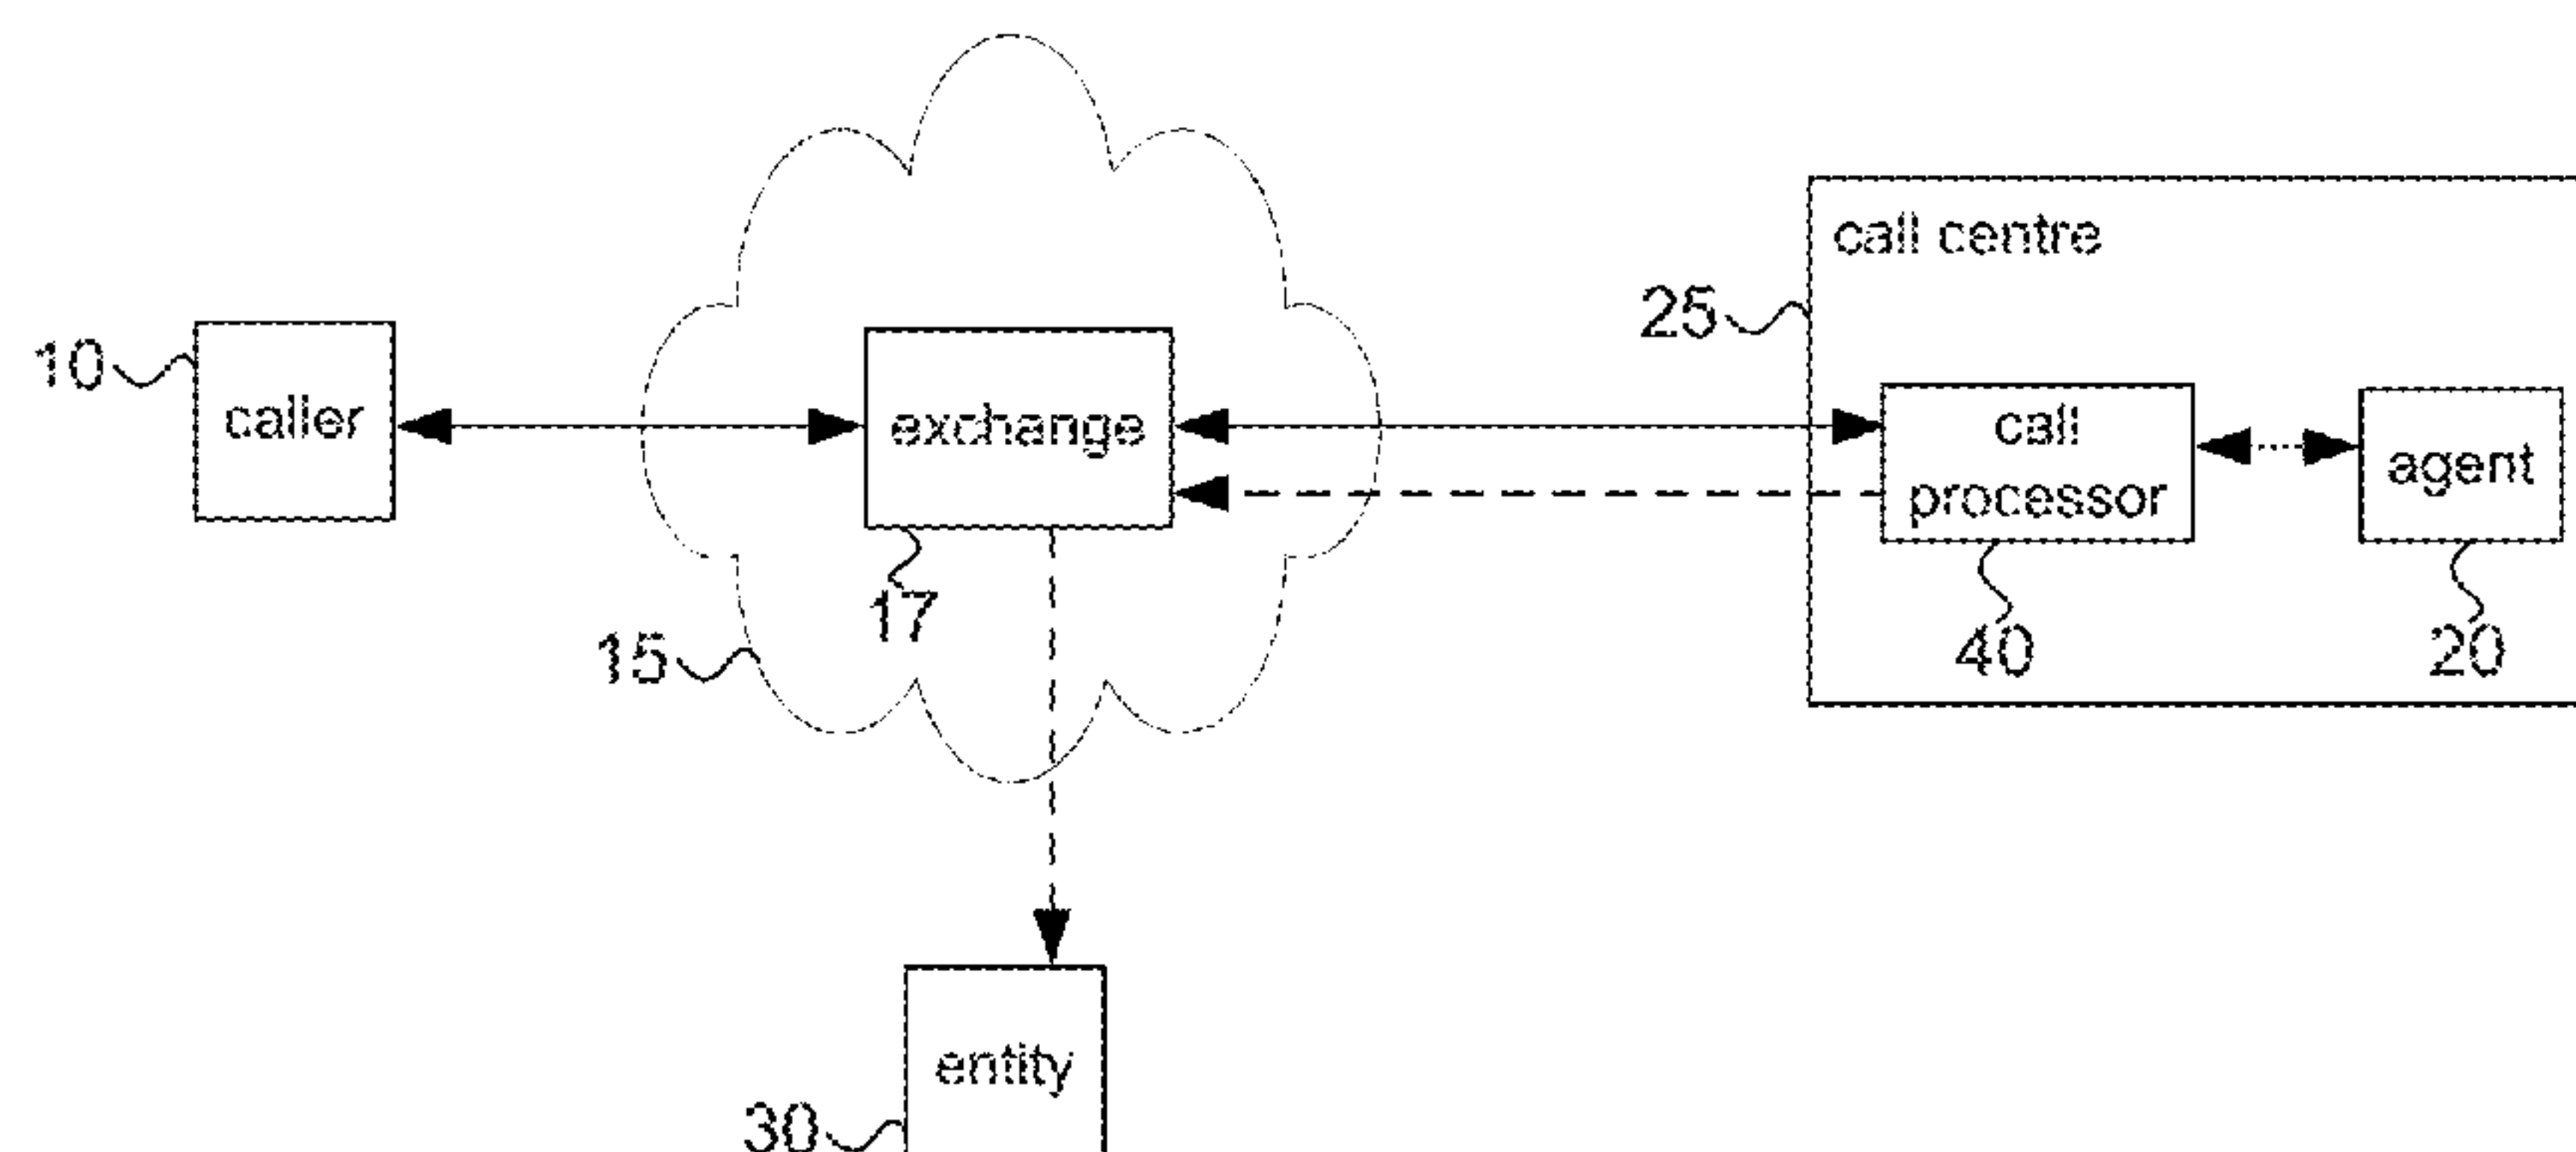 call centre
25
10
caller
exchange
call
processor
agent
17
15
40
20
entity
30